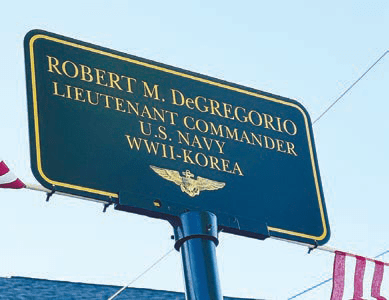 ROBERT M. DeGREGORIO
LIEUTENANT COMMANDER
U.S. NAVY
WWII-KOREA